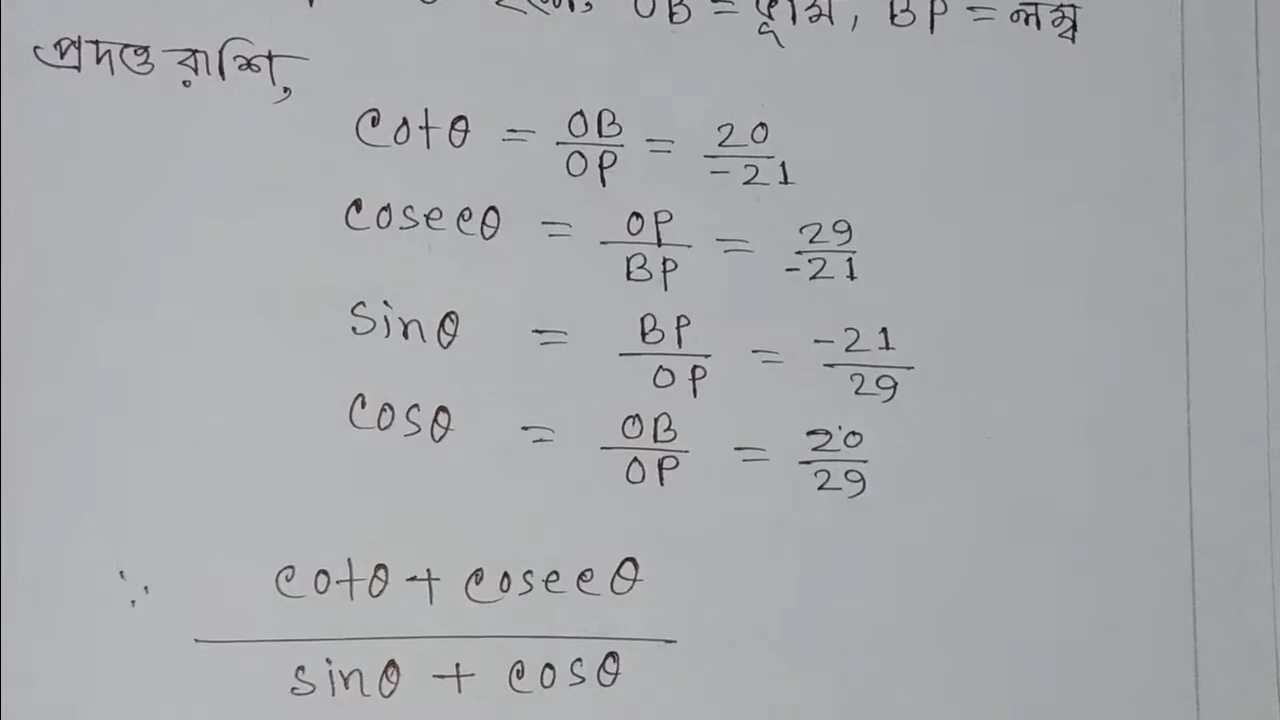 OB = ভূমি, BP = লম্ব
প্রদত্ত রাশি,
cotθ = OB/OP = 20/-21
cosecθ = OP/BP = 29/-21
sinθ = BP/OP = -21/29
cosθ = OB/OP = 20/29
∵ cotθ + cosecθ
sinθ + cosθ